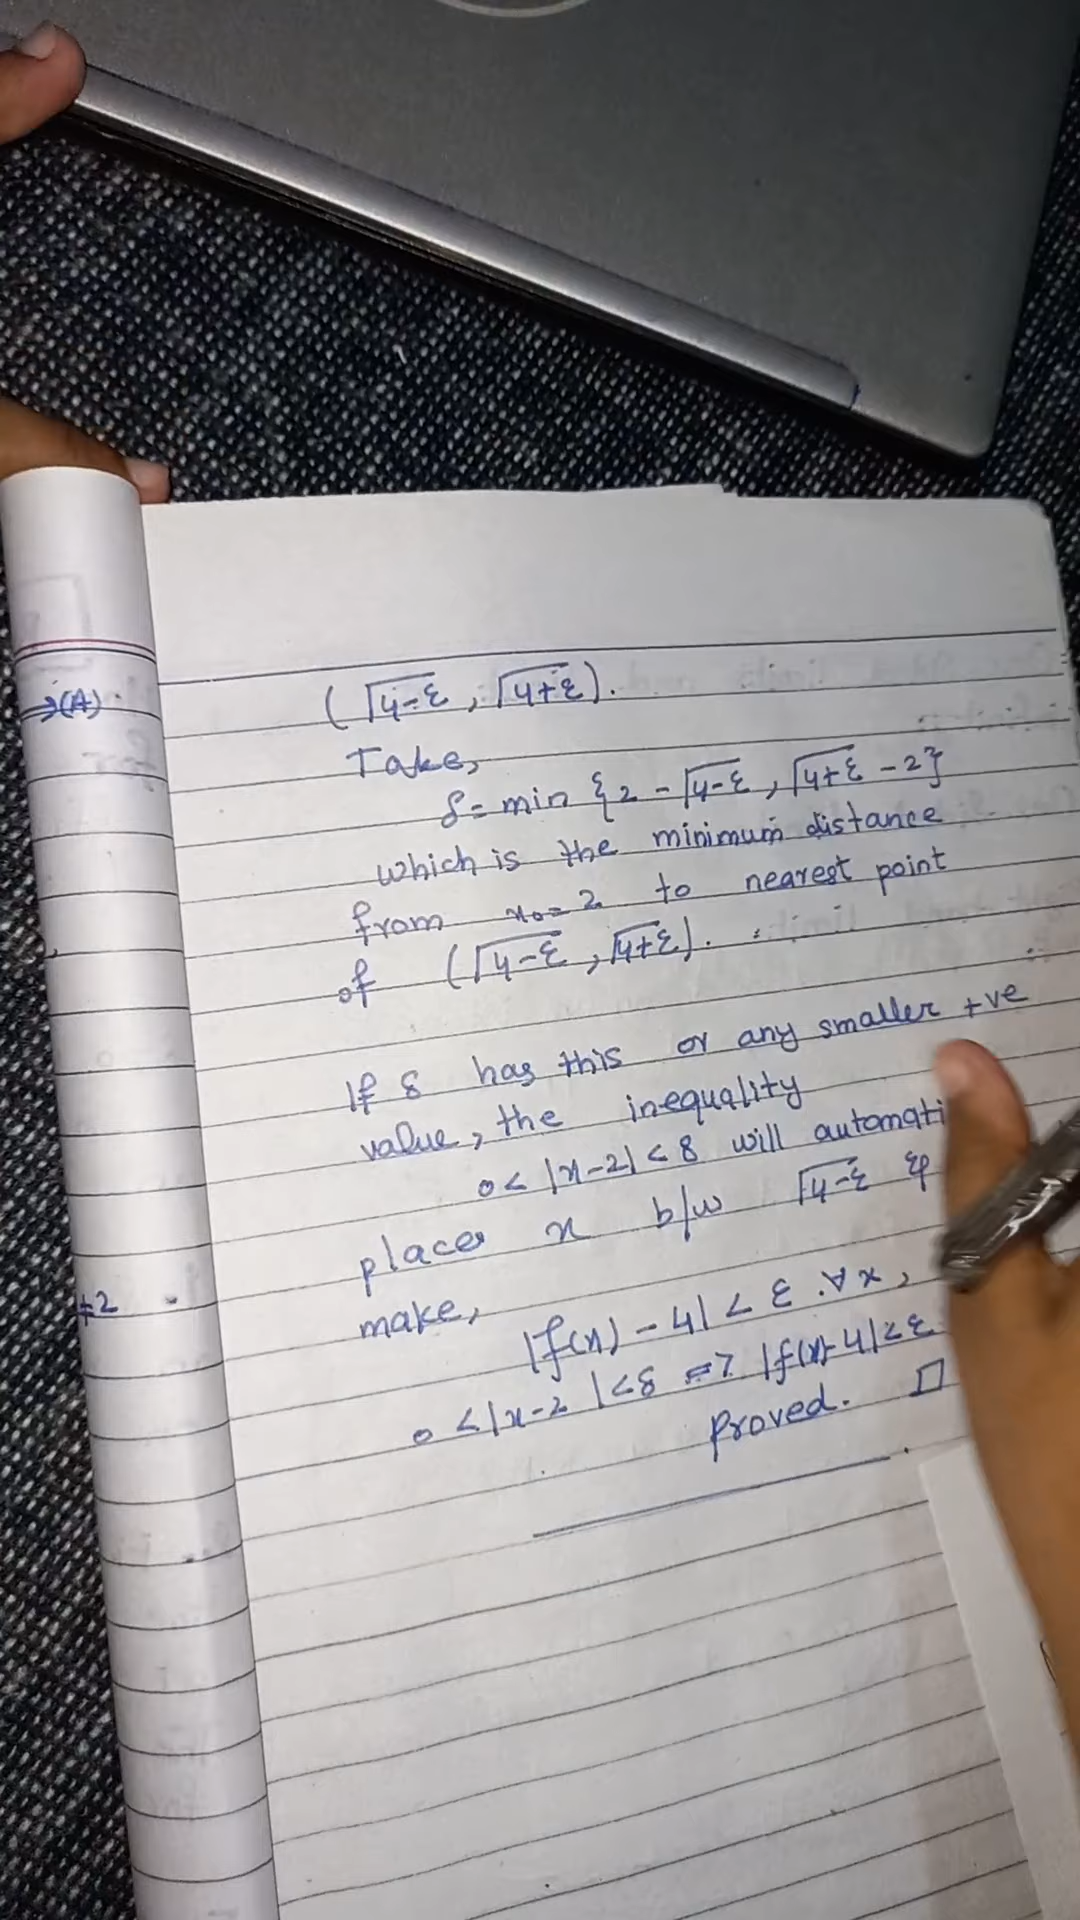 ⇒(A).
(√4-ε, √4+ε).
Take,
δ= min {2 - √4-ε, √4+ε - 2}
which is the minimum distance
from x₀=2 to nearest point
of (√4-ε, √4+ε).
If δ has this or any smaller +ve
value, the inequality
0< |x-2| < δ will automati
places x b/w √4-ε &
≠2
make,
|f(x) - 4| < ε . ∀ x,
0 <|x-2 |<δ => |f(x)-4|<ε
Proved. □